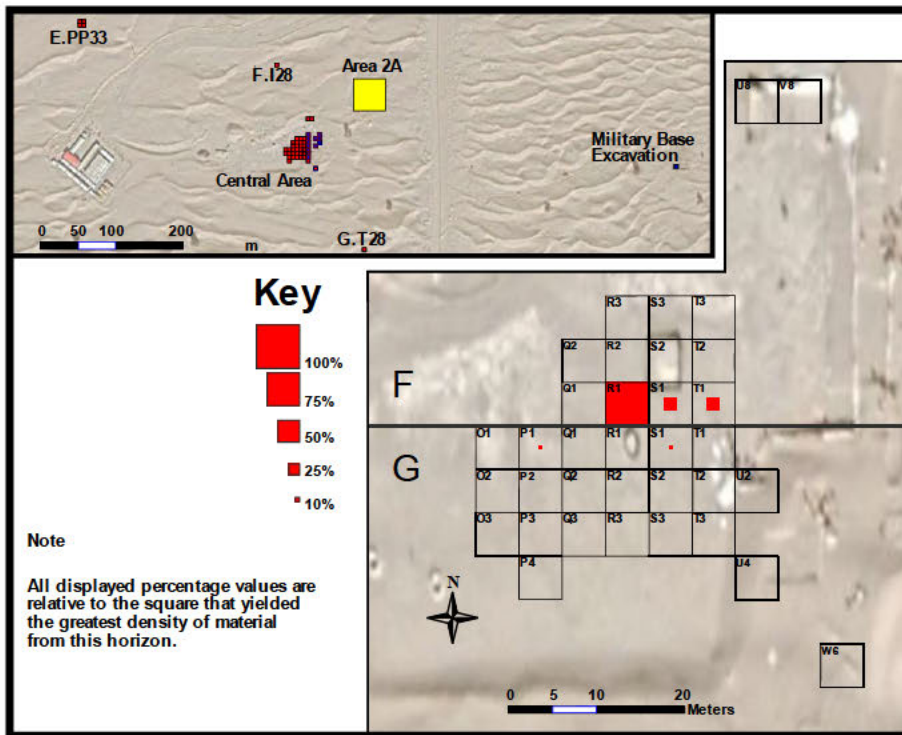 E.PP33
F.I28
Area 2A
Military Base
Excavation
Central Area
G.T28
0 50 100 200
m
Key
100%
75%
50%
25%
10%
Note
All displayed percentage values are
relative to the square that yielded
the greatest density of material
from this horizon.
U8 V8
R3 S3 T3
Q2 R2 S2 T2
F
Q1 R1 S1 T1
O1 P1 Q1 R1 S1 T1
G
O2 P2 Q2 R2 S2 T2 U2
O3 P3 Q3 R3 S3 T3
P4 U4
N
W6
0 5 10 20
Meters